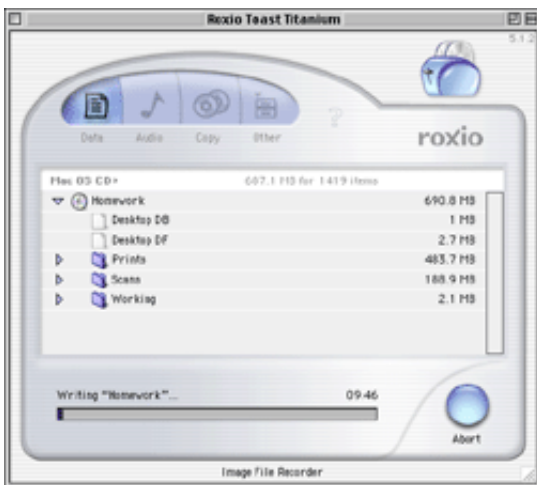 Roxio Toast Titanium
5.1.2
Data Audio Copy Other ?
roxio
Mac OS CD 607.1 MB for 1419 items
Homework 690.8 MB
Desktop DB 1 MB
Desktop DF 2.7 MB
Prints 483.7 MB
Scans 188.9 MB
Working 2.1 MB
Writing "Homework"... 09:46
Abort
Image File Recorder